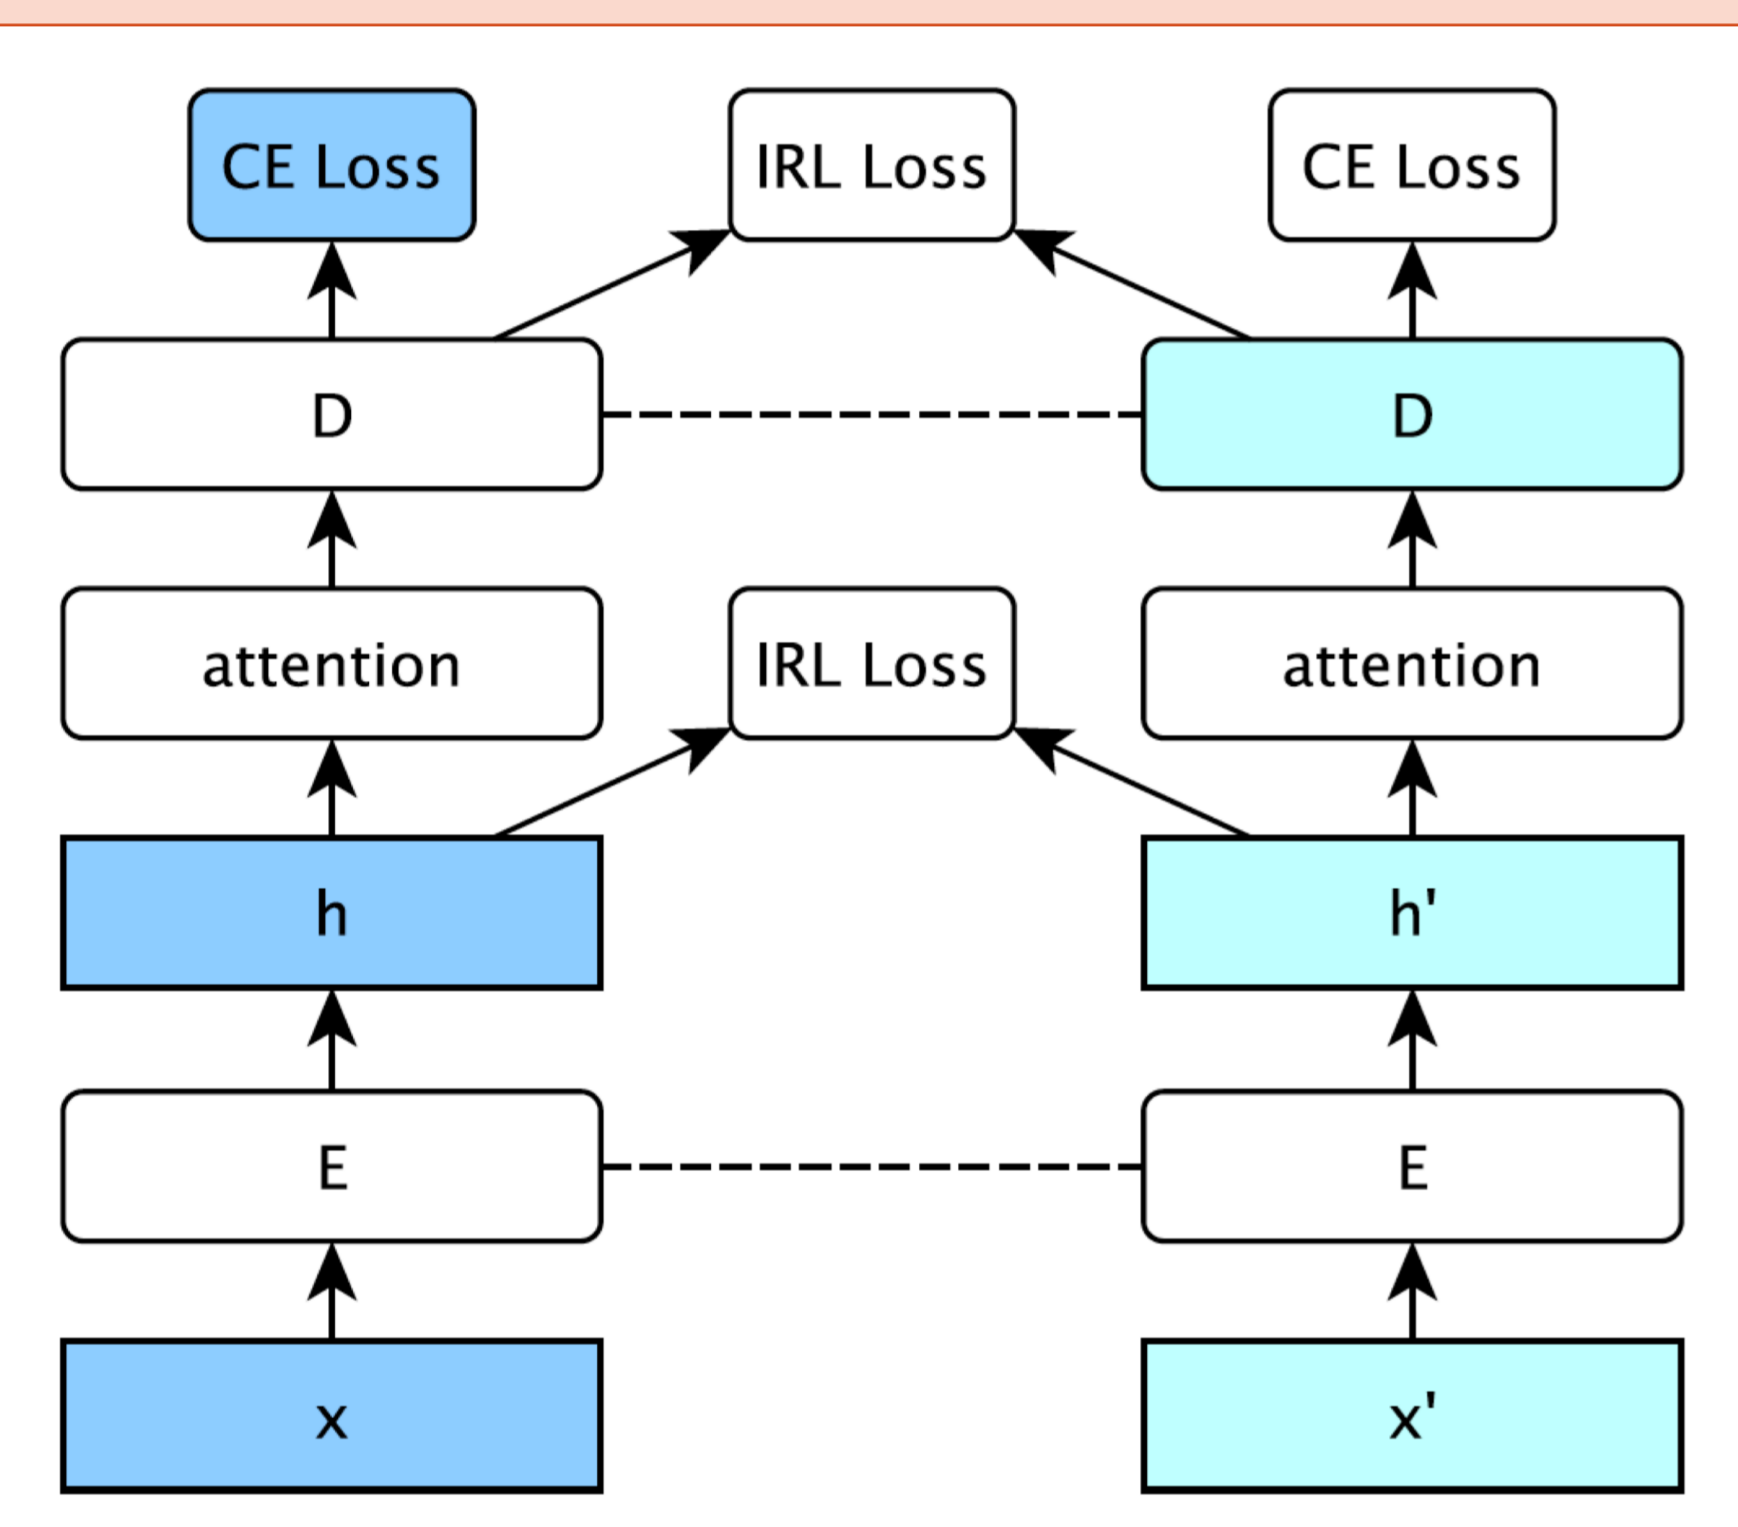 CE Loss
IRL Loss
CE Loss
D
D
attention
IRL Loss
attention
h
h'
E
E
x
x'